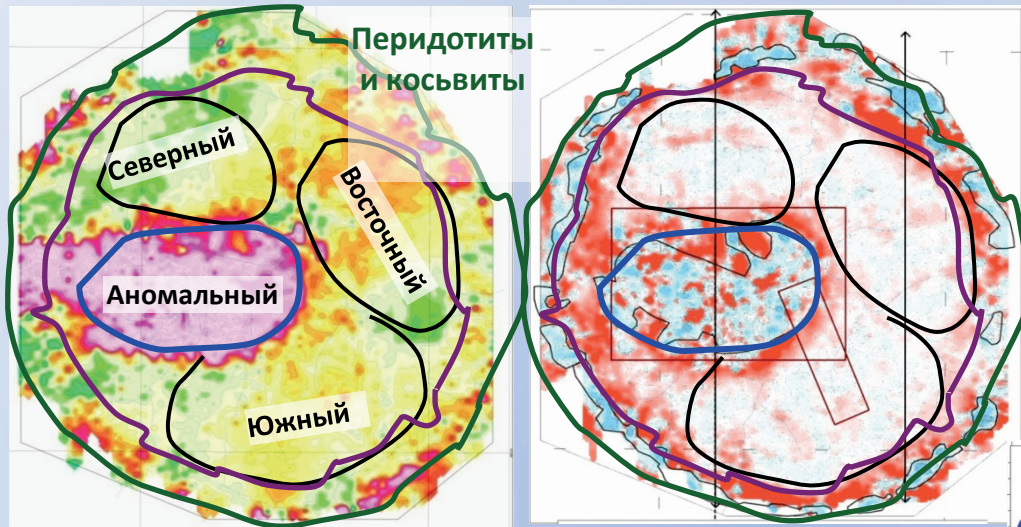 Перидотиты
и косьвиты
Северный
Восточный
Аномальный
Южный